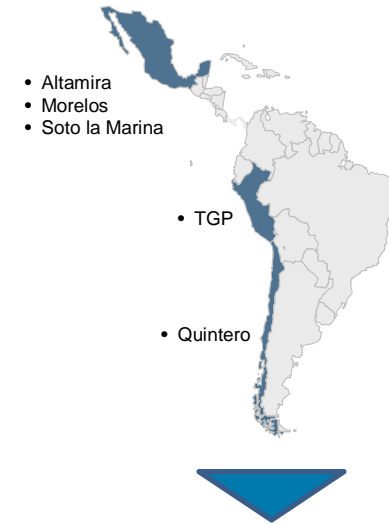 • Altamira
• Morelos
• Soto la Marina
• TGP
• Quintero